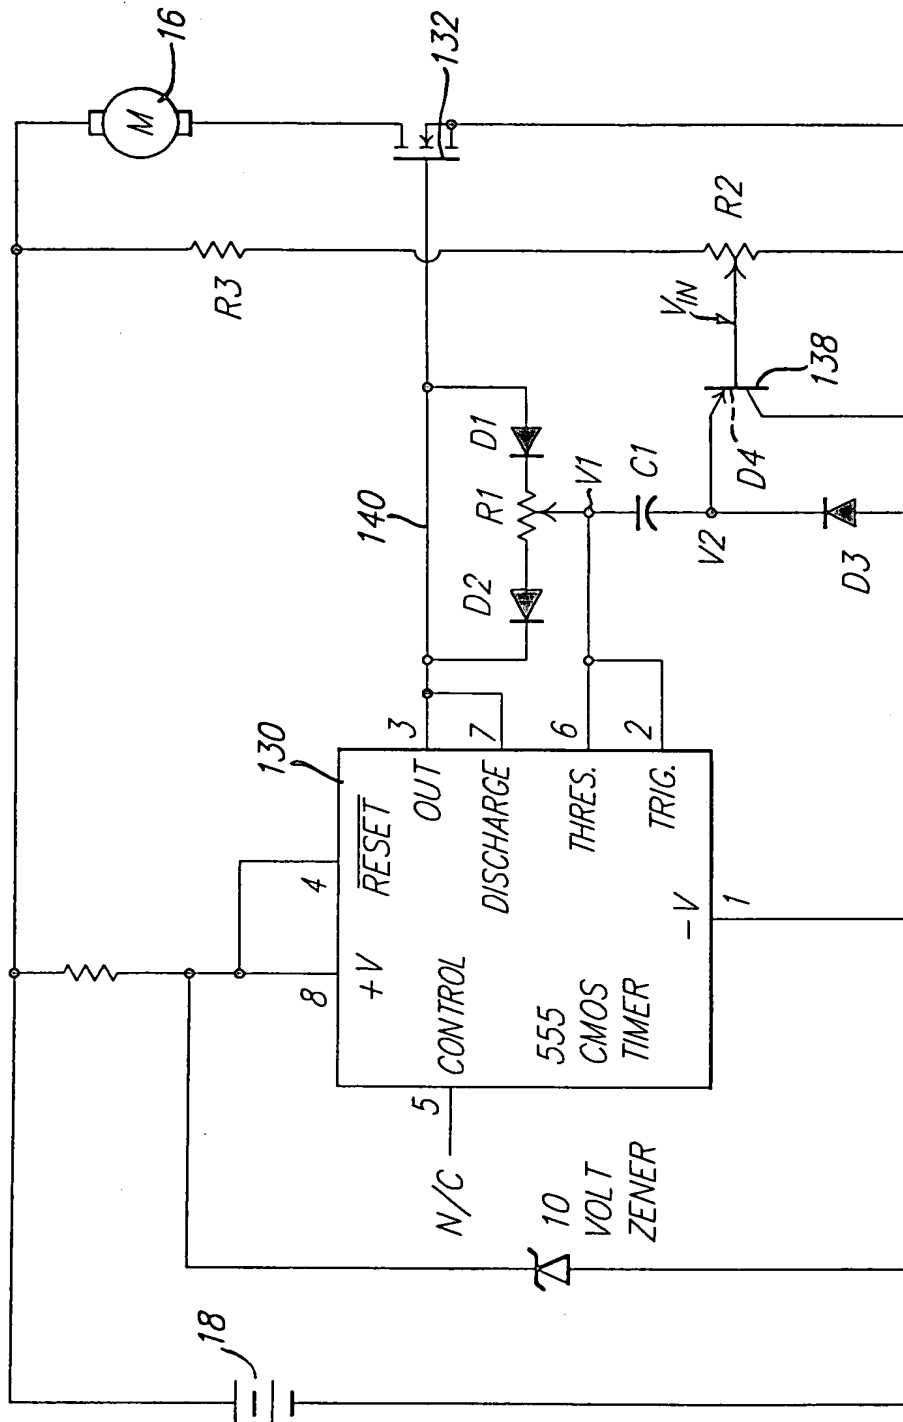 18
16
M
132
R3
R2
VIN
138
D4
140
D1
R1
D2
V1
C1
V2
D3
130
4
RESET
8
+V
3
OUT
7
DISCHARGE
6
THRES.
2
TRIG.
5
CONTROL
555
CMOS
TIMER
-V
1
N/C
10
VOLT
ZENER